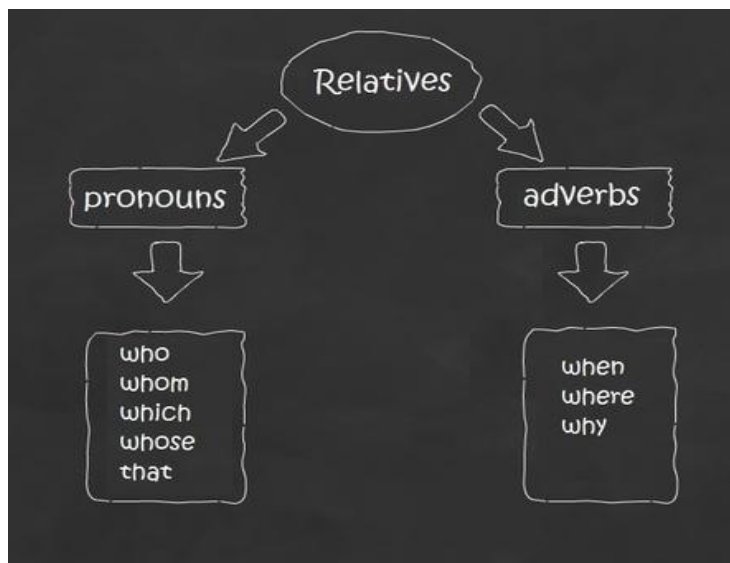 Relatives
pronouns
adverbs
who
whom
which
whose
that
when
where
why